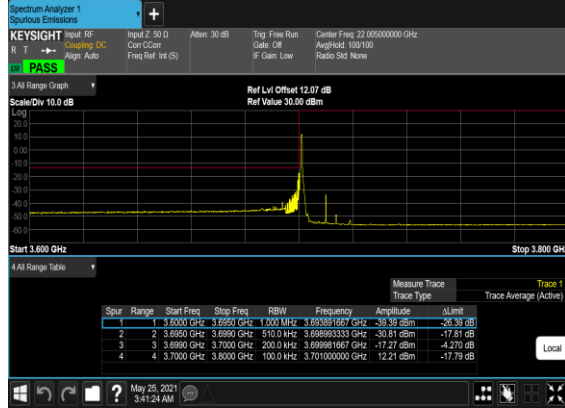 Spectrum Analyzer 1
Spurious Emissions
KEYSIGHT Input: RF Input Z: 50 Ω Atten: 30 dB Trig: Free Run Center Freq: 22.005000000 GHz
R T Coupling: DC Corr CCorr Gate: Off Avg|Hold: 100/100
Align: Auto Freq Ref: Int (S) IF Gain: Low Radio Std: None
PASS
3 All Range Graph
Ref Lvl Offset 12.07 dB
Scale/Div 10.0 dB Ref Value 30.00 dBm
Log
20.0
10.0
0.00
-10.0
-20.0
-30.0
-40.0
-50.0
-60.0
Start 3.600 GHz Stop 3.800 GH
4 All Range Table
Measure Trace Trace 1
Trace Type Trace Average (Active)
Spur Range Start Freq Stop Freq RBW Frequency Amplitude ΔLimit
1 1 3.6000 GHz 3.6950 GHz 1.000 MHz 3.693891667 GHz -39.39 dBm -26.39 dB
2 2 3.6950 GHz 3.6990 GHz 510.0 kHz 3.698993333 GHz -30.81 dBm -17.81 dB
3 3 3.6990 GHz 3.7000 GHz 200.0 kHz 3.699981667 GHz -17.27 dBm -4.270 dB
4 4 3.7000 GHz 3.8000 GHz 100.0 kHz 3.701000000 GHz 12.21 dBm -17.79 dB
Local
May 25, 2021
3:41:24 AM